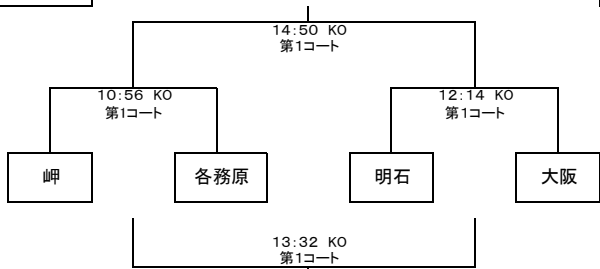 14:50 KO
第1コート
10:56 KO
第1コート
12:14 KO
第1コート
岬
各務原
明石
大阪
13:32 KO
第1コート